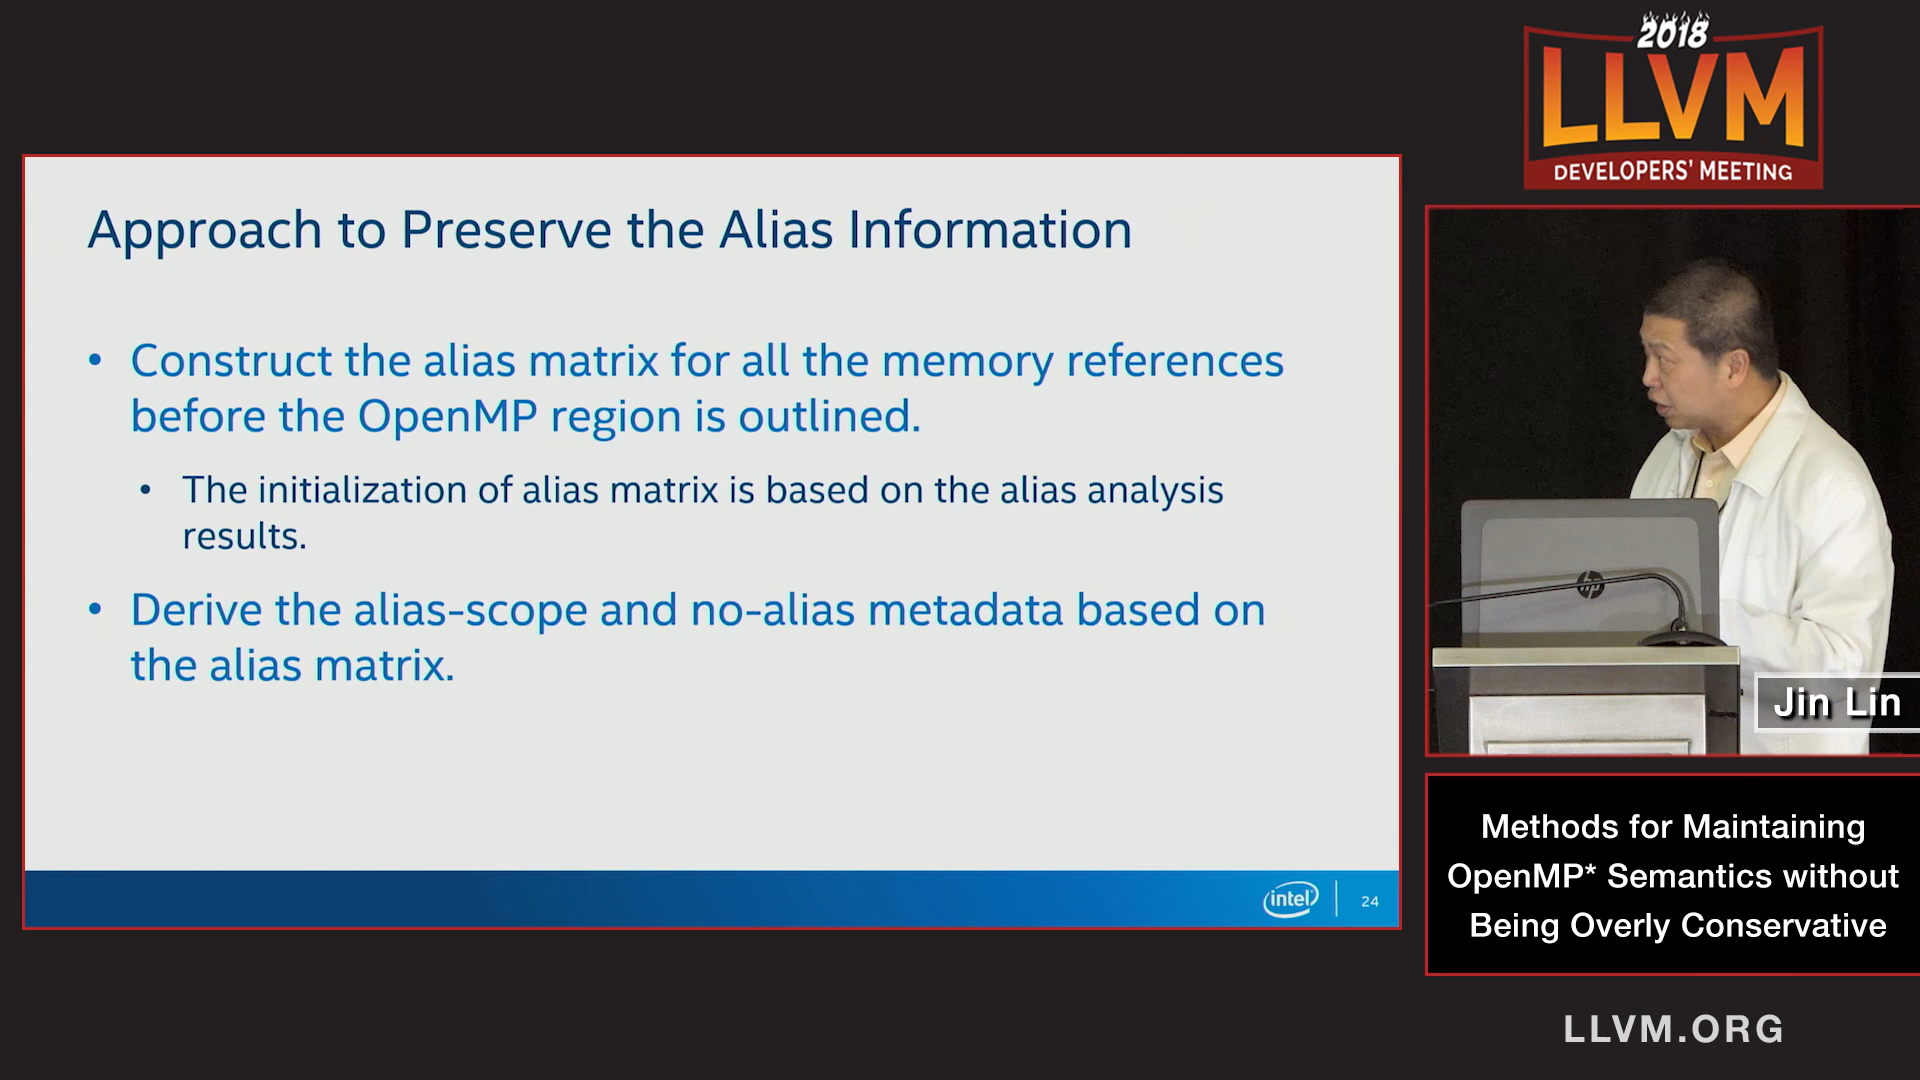 2018
LLVM
DEVELOPERS' MEETING
Approach to Preserve the Alias Information
• Construct the alias matrix for all the memory references
before the OpenMP region is outlined.
• The initialization of alias matrix is based on the alias analysis
results.
• Derive the alias-scope and no-alias metadata based on
the alias matrix.
intel
24
hp
Jin Lin
Methods for Maintaining
OpenMP* Semantics without
Being Overly Conservative
LLVM.ORG